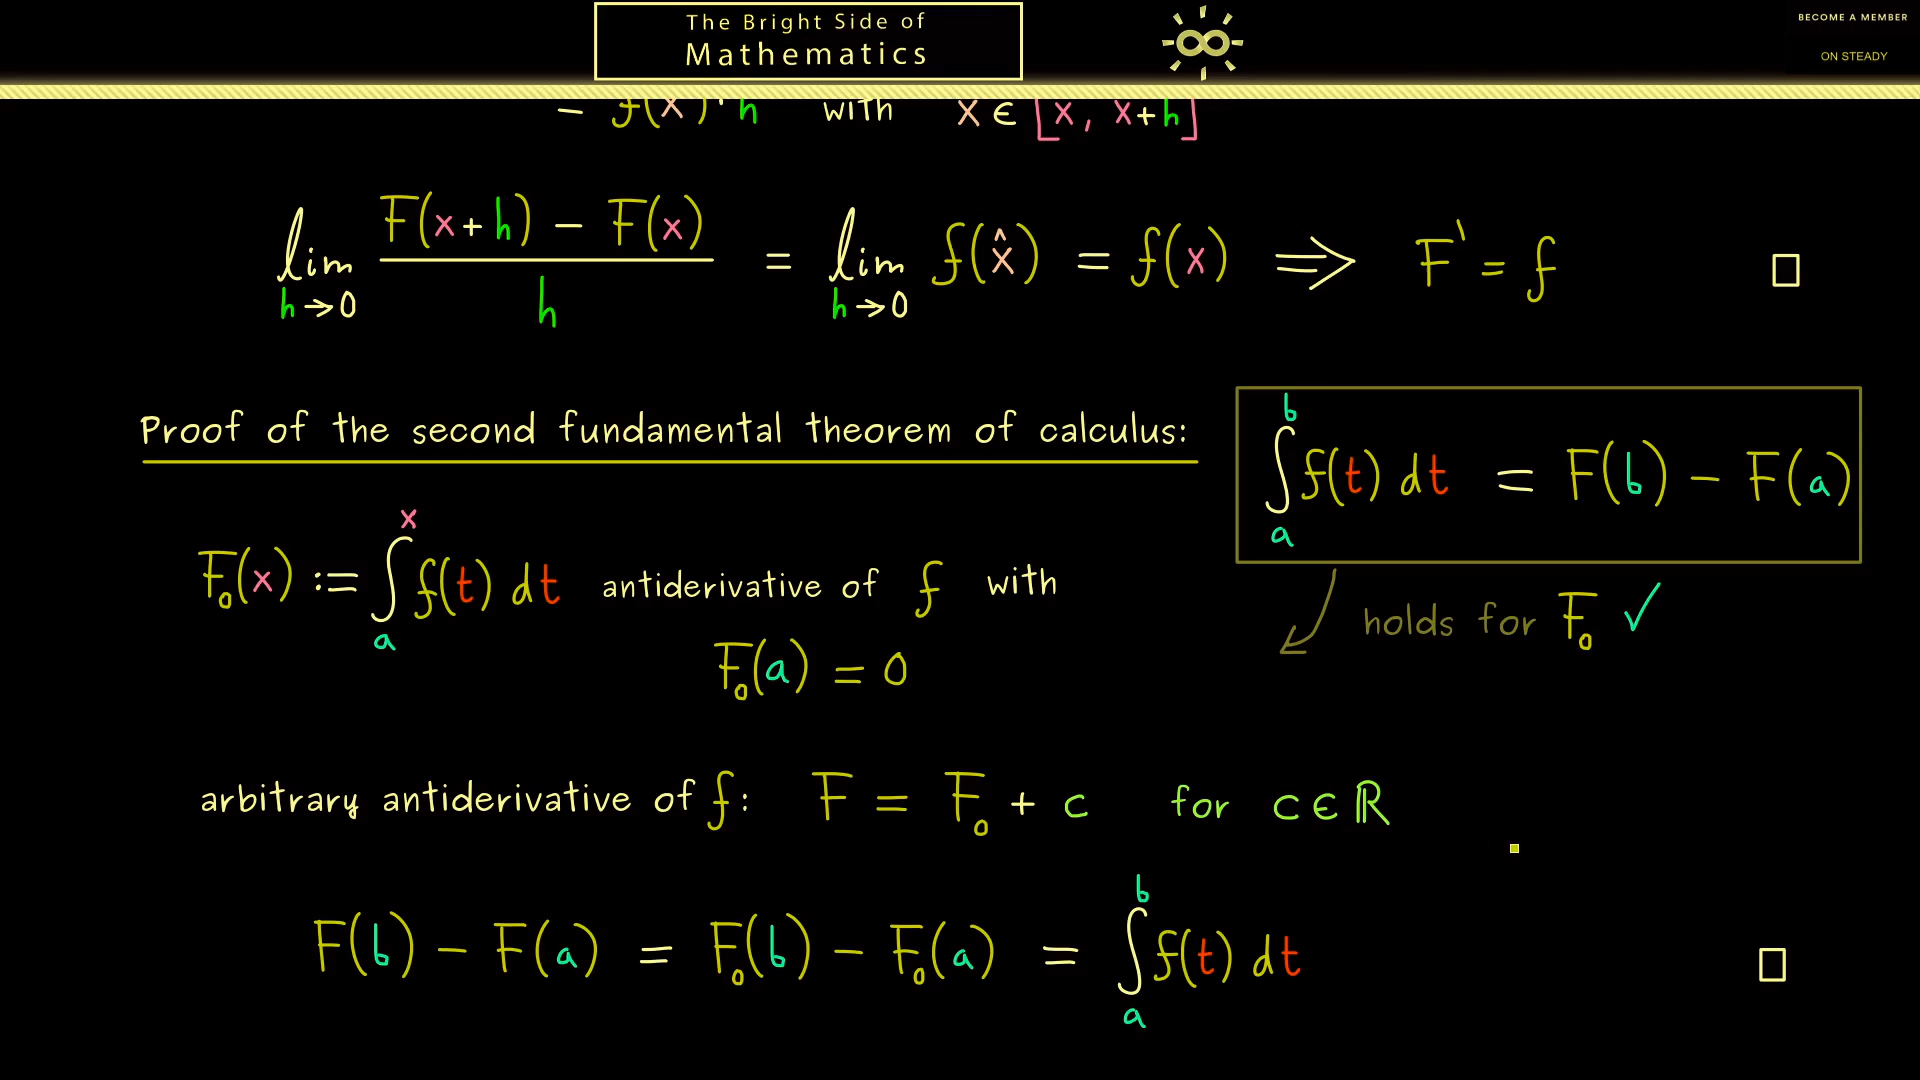 The Bright Side of
Mathematics
BECOME A MEMBER
ON STEADY
with x̂ ∈ [x, x+h]
lim h→0 (F(x+h) − F(x)) / h = lim h→0 f(x̂) = f(x) ⟹ F' = f □
Proof of the second fundamental theorem of calculus:
∫_a^b f(t) dt = F(b) − F(a)
F₀(x) := ∫_a^x f(t) dt antiderivative of f with
F₀(a) = 0
holds for F₀ ✓
arbitrary antiderivative of f: F = F₀ + c for c ∈ ℝ
F(b) − F(a) = F₀(b) − F₀(a) = ∫_a^b f(t) dt □